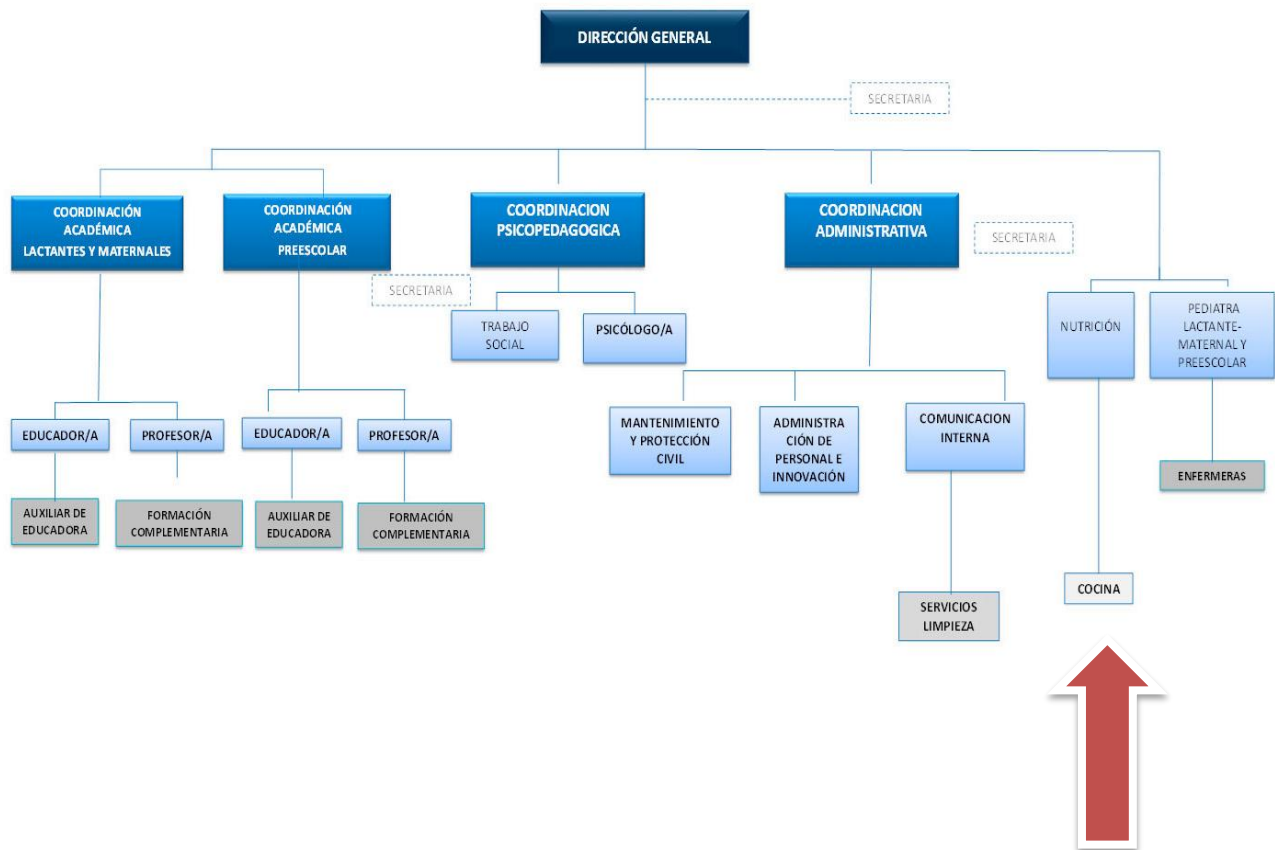 DIRECCIÓN GENERAL
SECRETARIA
COORDINACIÓN
ACADÉMICA
LACTANTES Y MATERNALES
COORDINACIÓN
ACADÉMICA
PREESCOLAR
COORDINACION
PSICOPEDAGOGICA
COORDINACION
ADMINISTRATIVA
SECRETARIA
SECRETARIA
TRABAJO
SOCIAL
PSICÓLOGO/A
NUTRICIÓN
PEDIATRA
LACTANTE-
MATERNAL Y
PREESCOLAR
EDUCADOR/A
PROFESOR/A
EDUCADOR/A
PROFESOR/A
MANTENIMIENTO
Y PROTECCIÓN
CIVIL
ADMINISTRA
CIÓN DE
PERSONAL E
INNOVACIÓN
COMUNICACION
INTERNA
ENFERMERAS
AUXILIAR DE
EDUCADORA
FORMACIÓN
COMPLEMENTARIA
AUXILIAR DE
EDUCADORA
FORMACIÓN
COMPLEMENTARIA
COCINA
SERVICIOS
LIMPIEZA